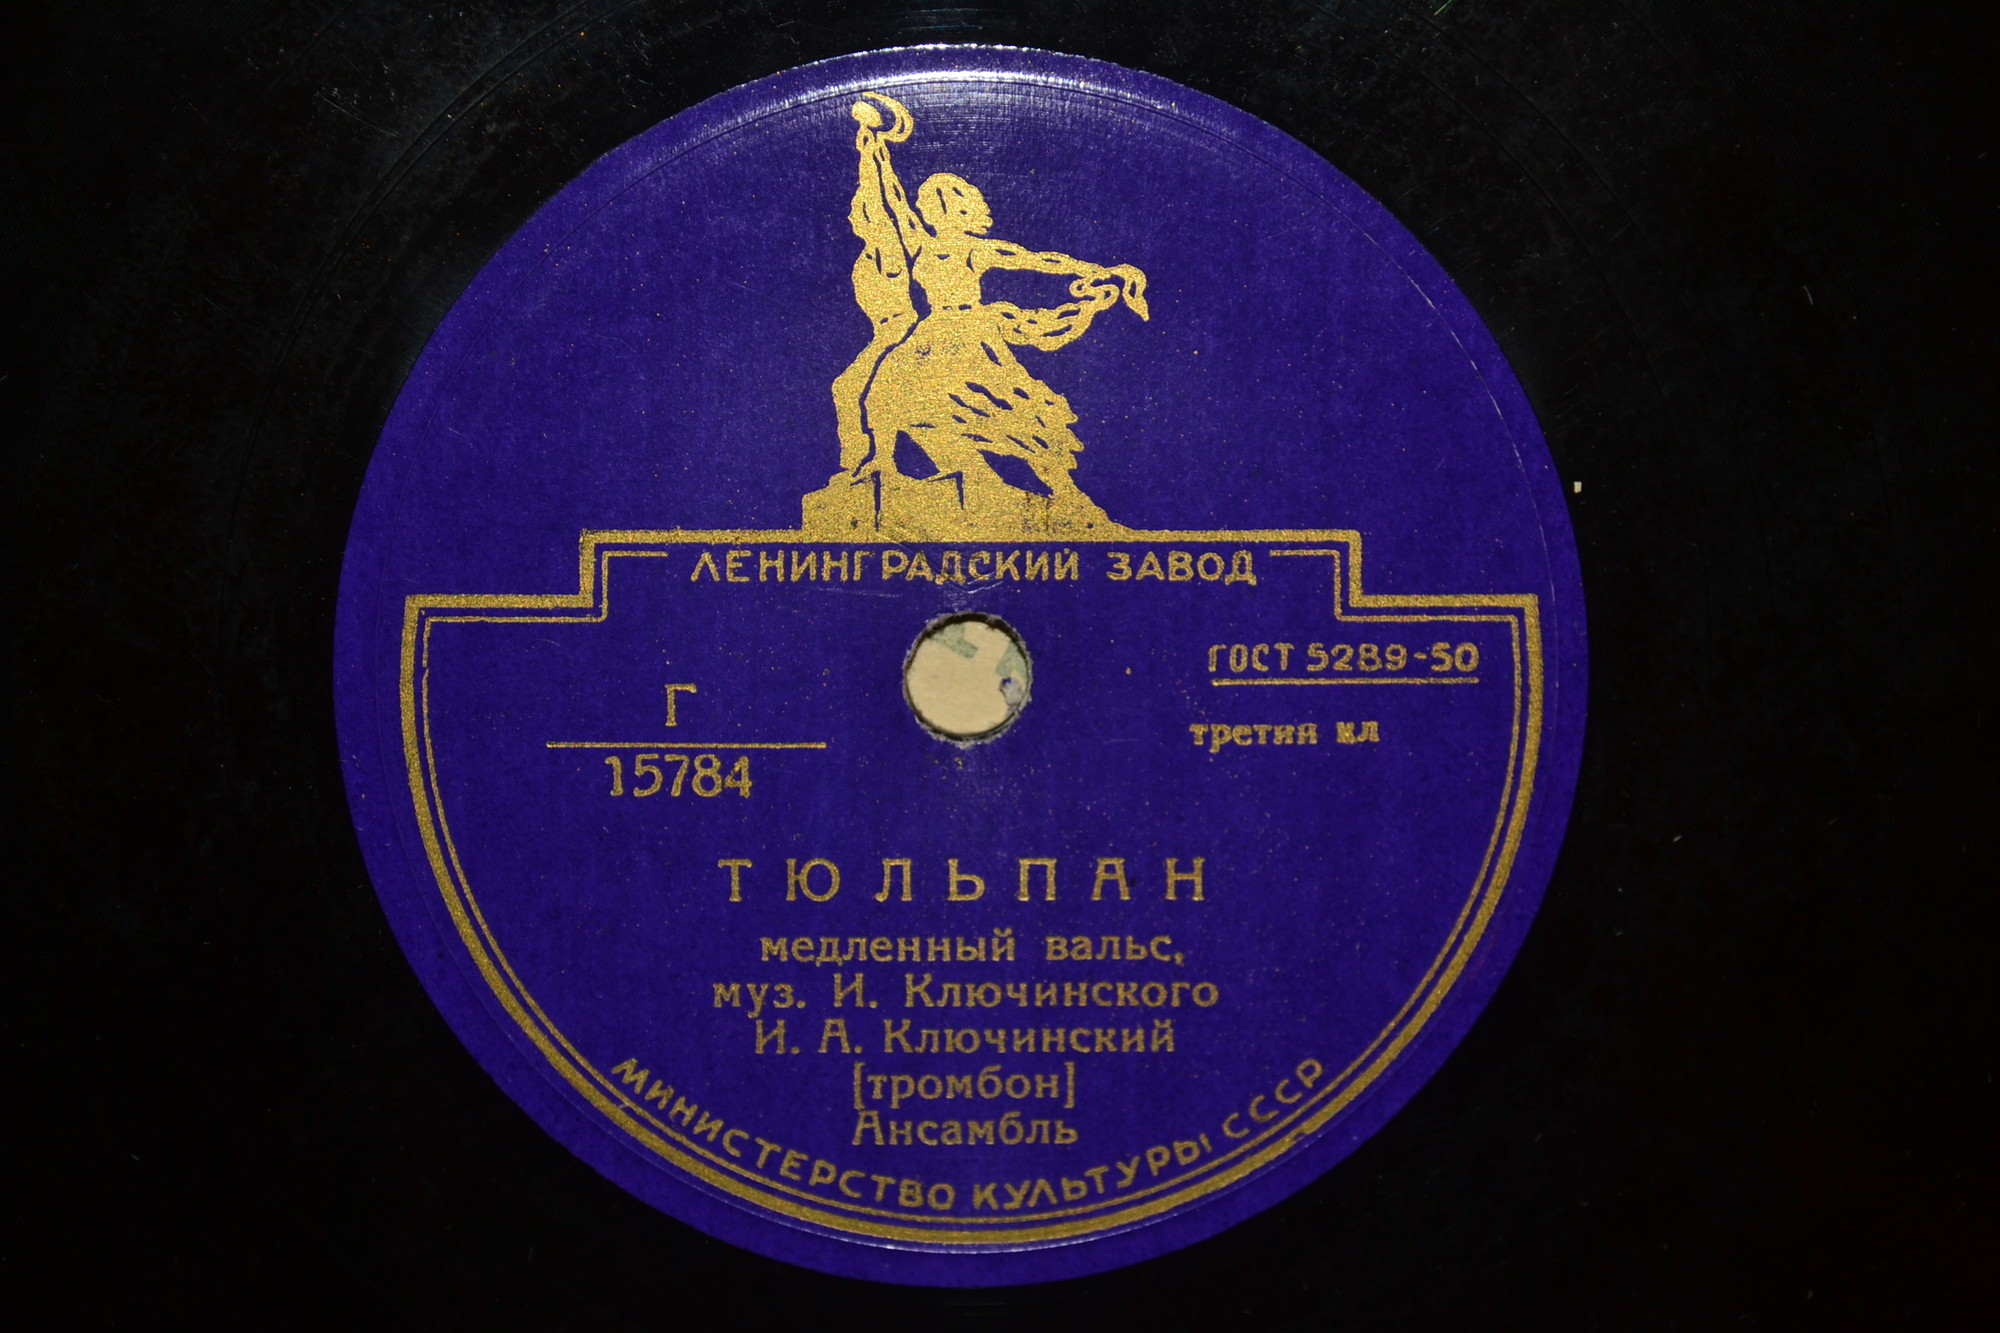 ЛЕНИНГРАДСКИЙ ЗАВОД
ГОСТ 5289-50
Г
третия кл
15784
ТЮЛЬПАН
медленный вальс,
муз. И. Ключинского
И. А. Ключинский
[тромбон]
Ансамбль
МИНИСТЕРСТВО КУЛЬТУРЫ СССР